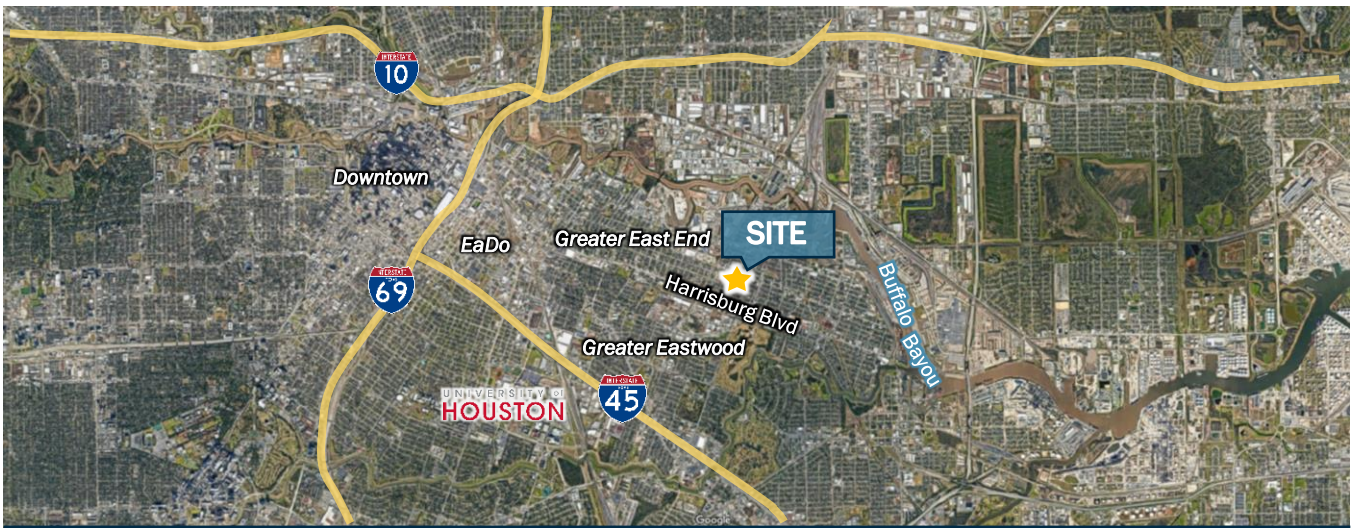 INTERSTATE
10
Downtown
EaDo
Greater East End
SITE
INTERSTATE
69
Harrisburg Blvd
Buffalo Bayou
Greater Eastwood
UNIVERSITY of
HOUSTON
INTERSTATE
45
Google